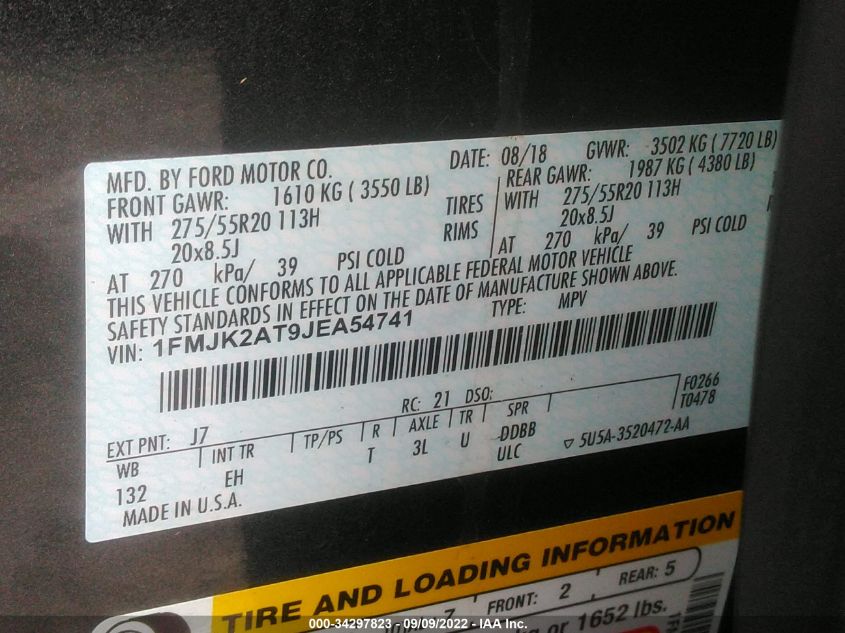 MFD. BY FORD MOTOR CO.
DATE: 08/18 GVWR: 3502 KG ( 7720 LB)
FRONT GAWR: 1610 KG ( 3550 LB)
REAR GAWR: 1987 KG ( 4380 LB)
WITH 275/55R20 113H TIRES
WITH 275/55R20 113H
20x8.5J RIMS
20x8.5J
AT 270 kPa/ 39 PSI COLD
AT 270 kPa/ 39 PSI COLD
THIS VEHICLE CONFORMS TO ALL APPLICABLE FEDERAL MOTOR VEHICLE
SAFETY STANDARDS IN EFFECT ON THE DATE OF MANUFACTURE SHOWN ABOVE.
VIN: 1FMJK2AT9JEA54741
TYPE: MPV
RC: 21 DSO:
F0266
T0478
EXT PNT: J7
WB INT TR TP/PS R AXLE TR SPR
132 EH T 3L U DDBB
ULC
5U5A-3520472-AA
MADE IN U.S.A.
TIRE AND LOADING INFORMATION
7 FRONT: 2 REAR: 5
or 1652 lbs.
000-34297823 - 09/09/2022 - IAA Inc.